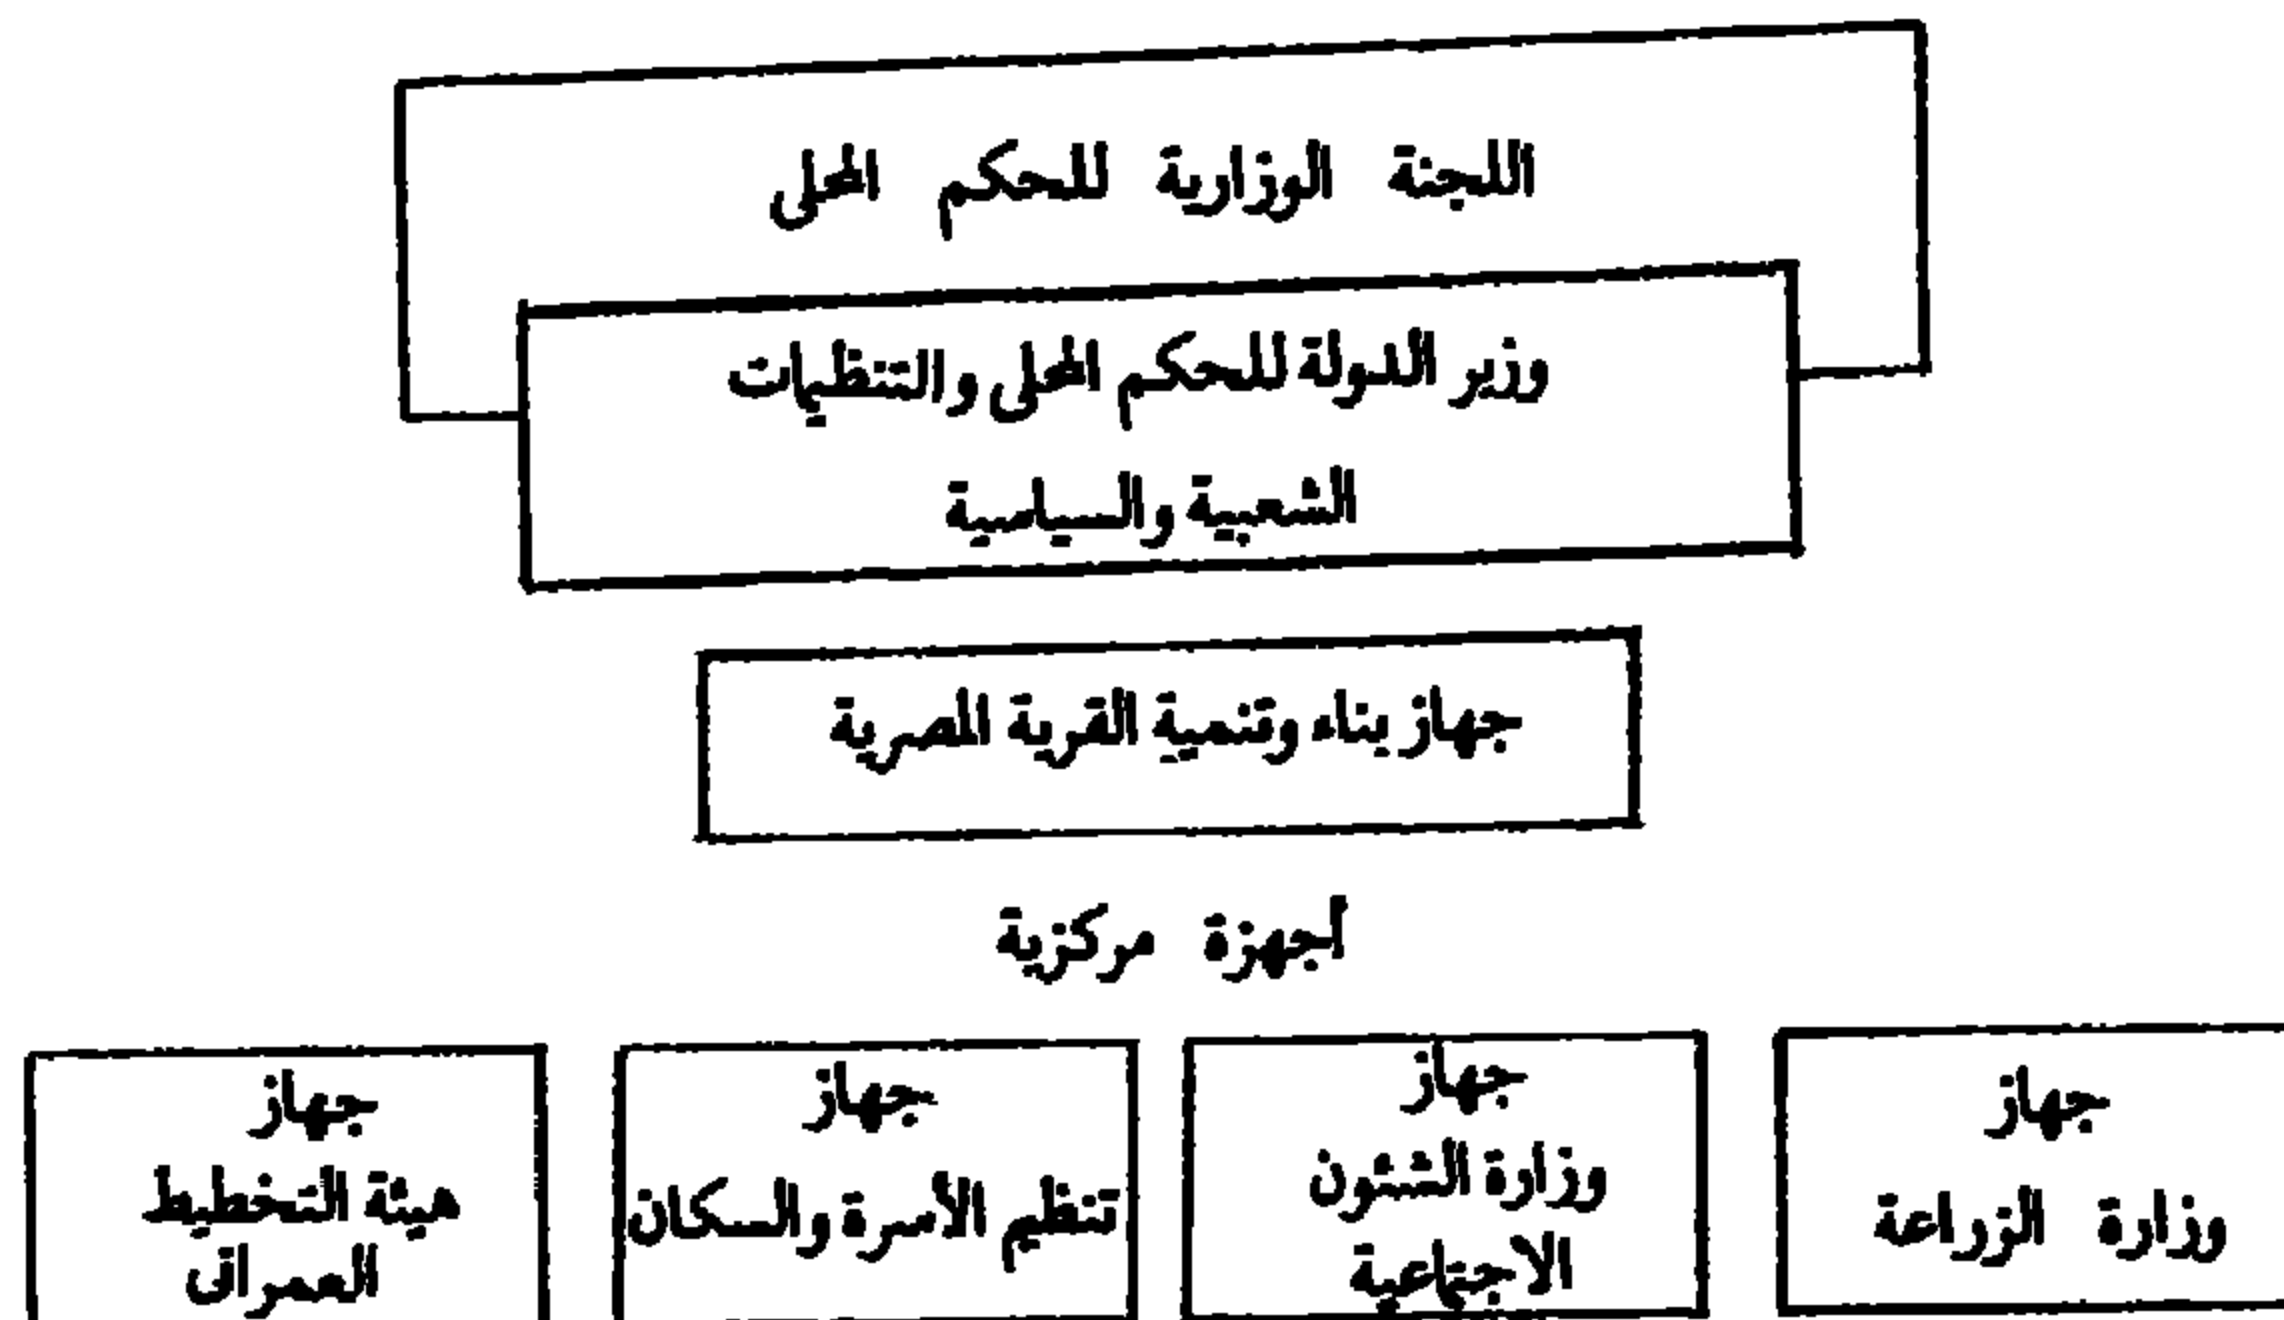 اللجنة الوزارية للحكم المحلى
وزير الدولة للحكم المحلى والتنظيمات
الشعبية والسياسية
جهاز بناء وتنمية القرية المصرية
أجهزة مركزية
جهاز
وزارة الزراعة
جهاز
وزارة الشئون
الاجتماعية
جهاز
تنظيم الأسرة والسكان
جهاز
هيئة التخطيط
العمرانى